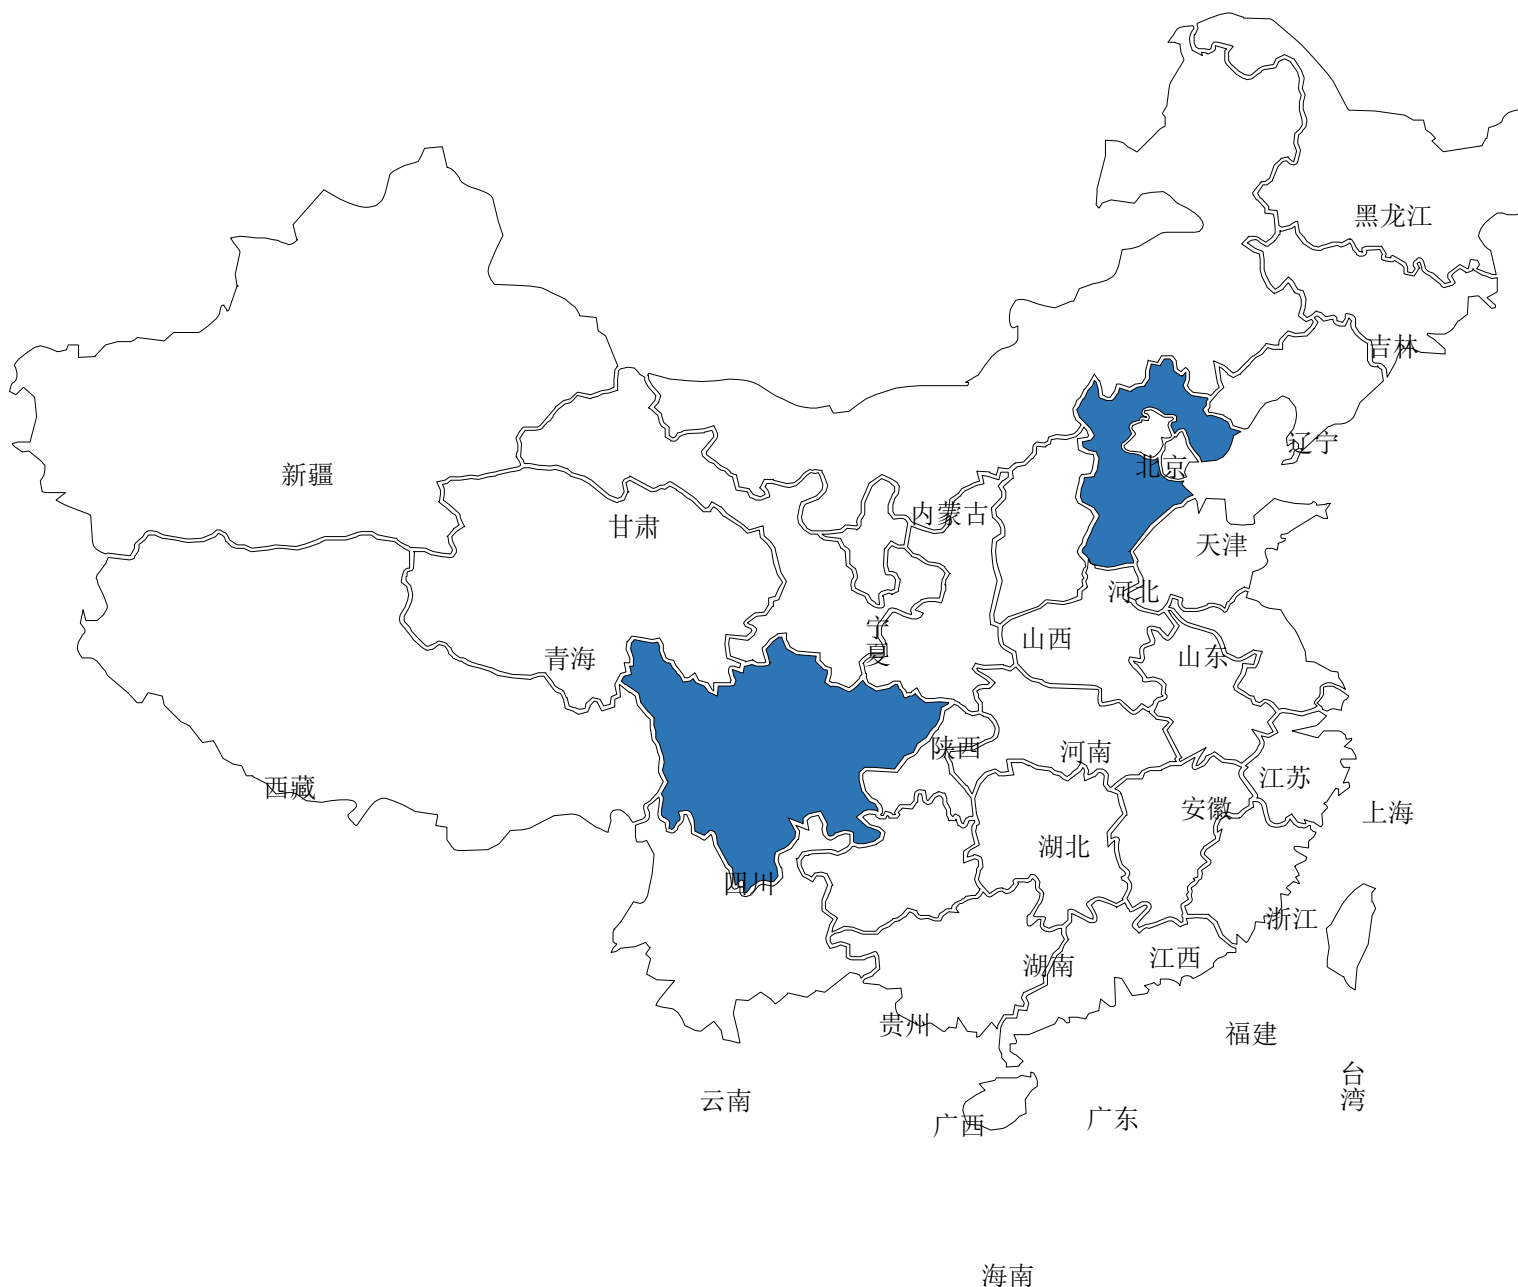 黑龙江
吉林
辽宁
北京
新疆
内蒙古
甘肃
天津
河北
宁
夏
山西
青海
山东
陕西
河南
江苏
西藏
安徽
上海
湖北
四川
浙江
江西
湖南
贵州
福建
台
湾
云南
广东
广西
海南